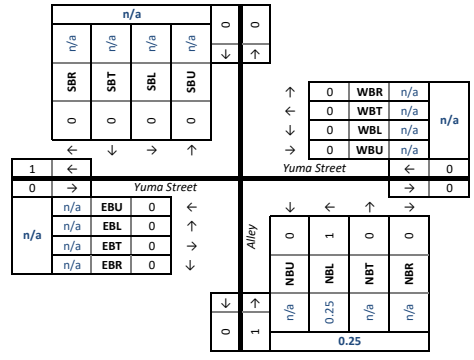 n/a 0 0
n/a n/a n/a n/a
↓ ↑
SBR SBT SBL SBU
0 0 0 0
↑ 0 WBR n/a
← 0 WBT n/a
↓ 0 WBL n/a
→ 0 WBU n/a
n/a
← ↓ → ↑
1 ← Yuma Street ← 0
0 → Yuma Street → 0
n/a
n/a EBU 0 ←
n/a EBL 0 ↑
n/a EBT 0 →
n/a EBR 0 ↓
Alley
↓ ← ↑ →
0 1 0 0
NBU NBL NBT NBR
↓ ↑
n/a 0.25 n/a n/a
0 1
0.25